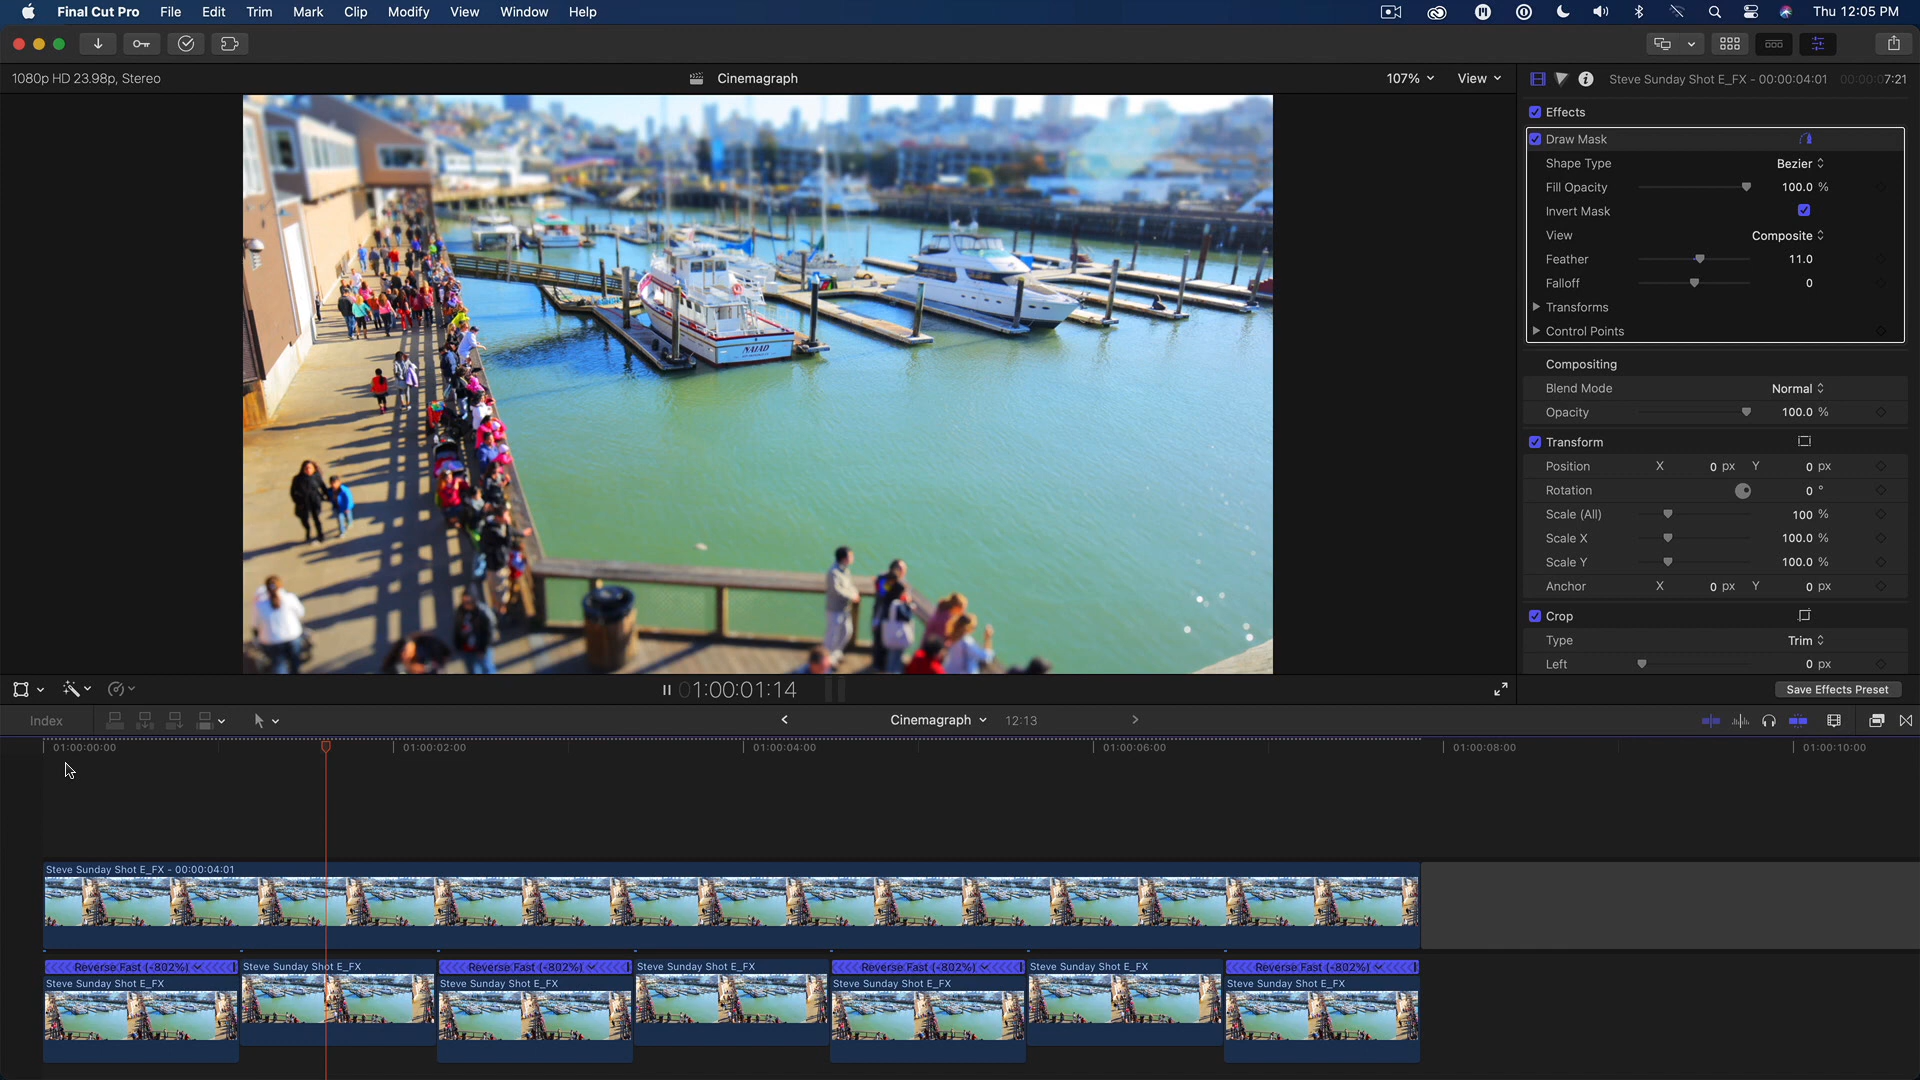 Final Cut Pro File Edit Trim Mark Clip Modify View Window Help Thu 12:05 PM
1080p HD 23.98p, Stereo Cinemagraph 107% View Steve Sunday Shot E_FX - 00:00:04:01 00:00:07:21
Effects
Draw Mask
Shape Type Bezier
Fill Opacity 100.0 %
Invert Mask
View Composite
Feather 11.0
Falloff 0
Transforms
Control Points
Compositing
Blend Mode Normal
Opacity 100.0 %
Transform
Position X 0 px Y 0 px
Rotation 0 °
Scale (All) 100 %
Scale X 100.0 %
Scale Y 100.0 %
Anchor X 0 px Y 0 px
Crop
Type Trim
Left 0 px
NAIAD
01:00:01:14 Save Effects Preset
Index Cinemagraph 12:13
01:00:00:00 01:00:02:00 01:00:04:00 01:00:06:00 01:00:08:00 01:00:10:00
Steve Sunday Shot E_FX - 00:00:04:01
Reverse Fast (-802%) Steve Sunday Shot E_FX Reverse Fast (-802%) Steve Sunday Shot E_FX Reverse Fast (-802%) Steve Sunday Shot E_FX Reverse Fast (-802%)
Steve Sunday Shot E_FX Steve Sunday Shot E_FX Steve Sunday Shot E_FX Steve Sunday Shot E_FX